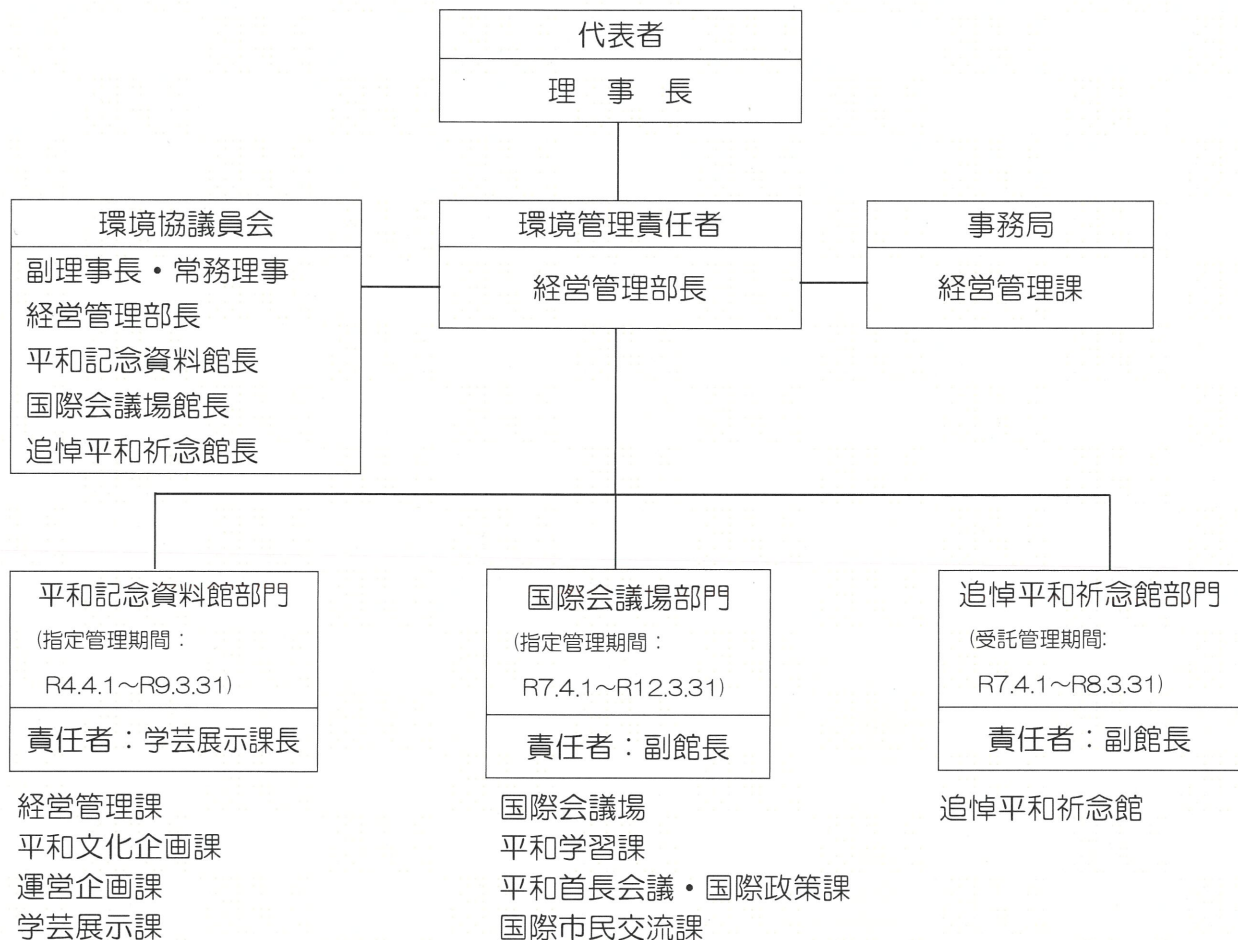 代表者
理 事 長
環境協議員会
副理事長・常務理事
経営管理部長
平和記念資料館長
国際会議場館長
追悼平和祈念館長
環境管理責任者
経営管理部長
事務局
経営管理課
平和記念資料館部門
(指定管理期間：
R4.4.1～R9.3.31)
責任者：学芸展示課長
経営管理課
平和文化企画課
運営企画課
学芸展示課
国際会議場部門
(指定管理期間：
R7.4.1～R12.3.31)
責任者：副館長
国際会議場
平和学習課
平和首長会議・国際政策課
国際市民交流課
追悼平和祈念館部門
(受託管理期間:
R7.4.1～R8.3.31)
責任者：副館長
追悼平和祈念館